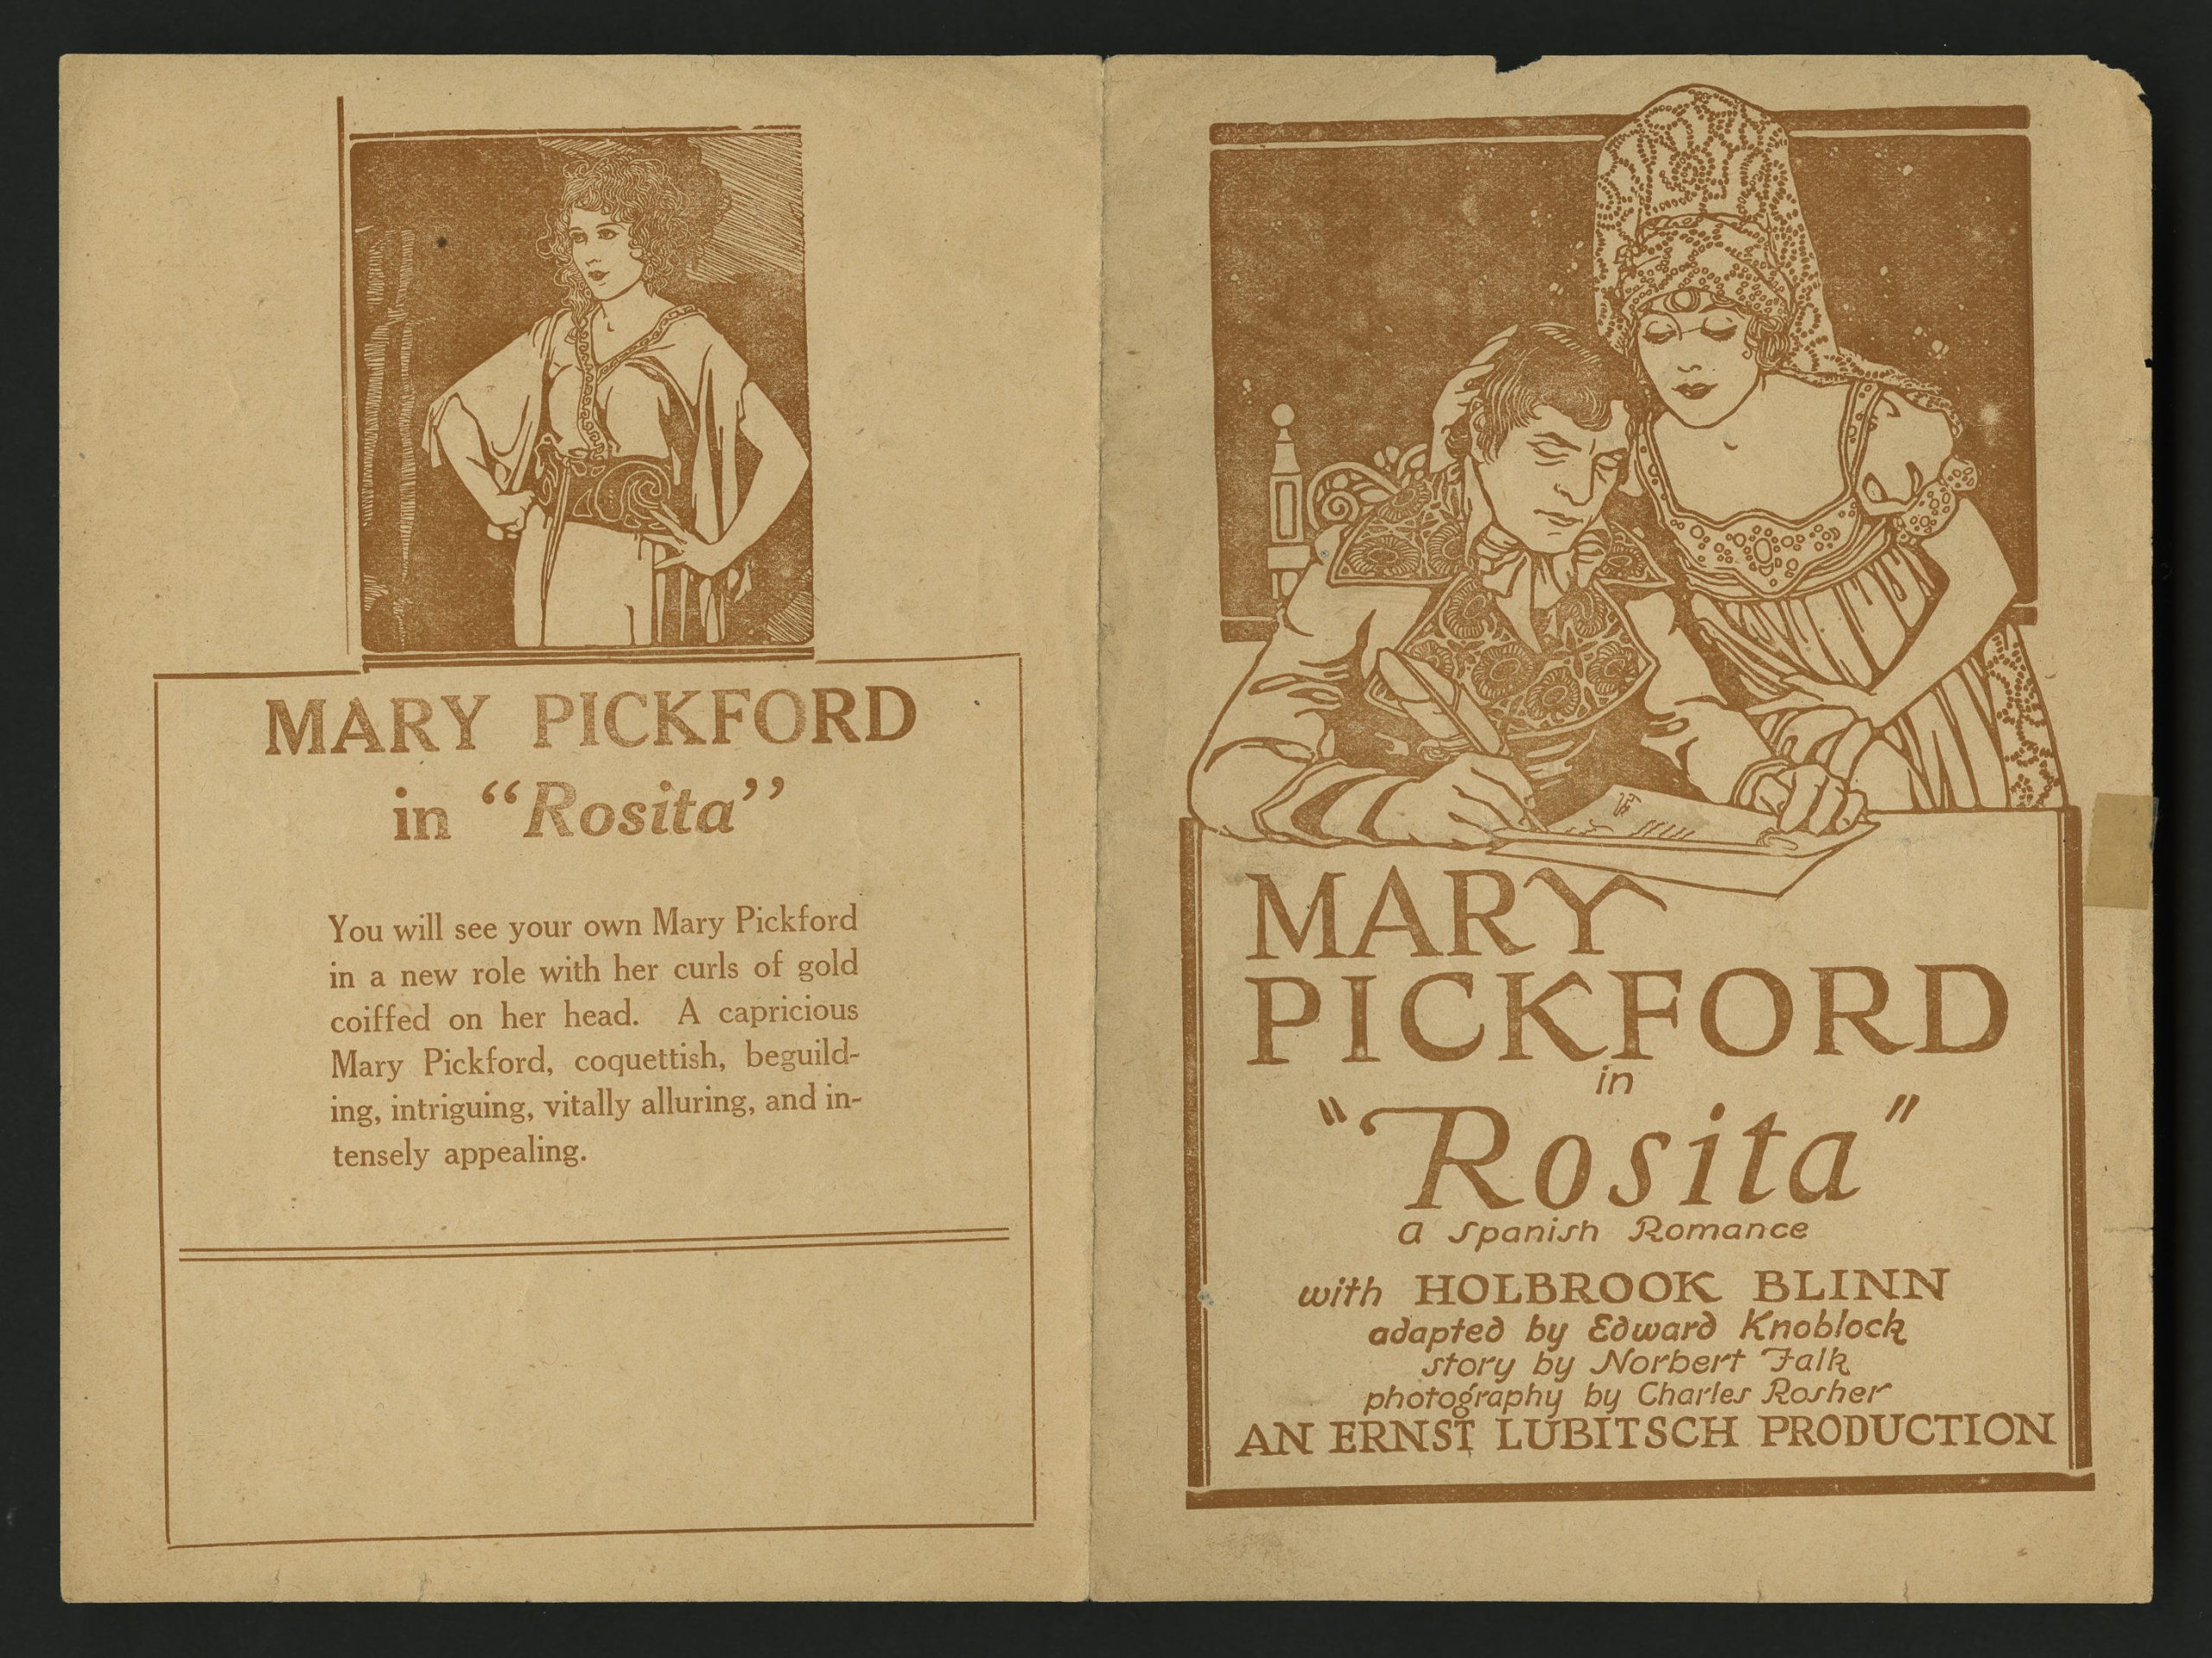 MARY PICKFORD
in “Rosita”
You will see your own Mary Pickford
in a new role with her curls of gold
coiffed on her head. A capricious
Mary Pickford, coquettish, beguild-
ing, intriguing, vitally alluring, and in-
tensely appealing.
MARY
PICKFORD
in
"Rosita"
a Spanish Romance
with HOLBROOK BLINN
adapted by Edward Knoblock
story by Norbert Falk
photography by Charles Rosher
AN ERNST LUBITSCH PRODUCTION